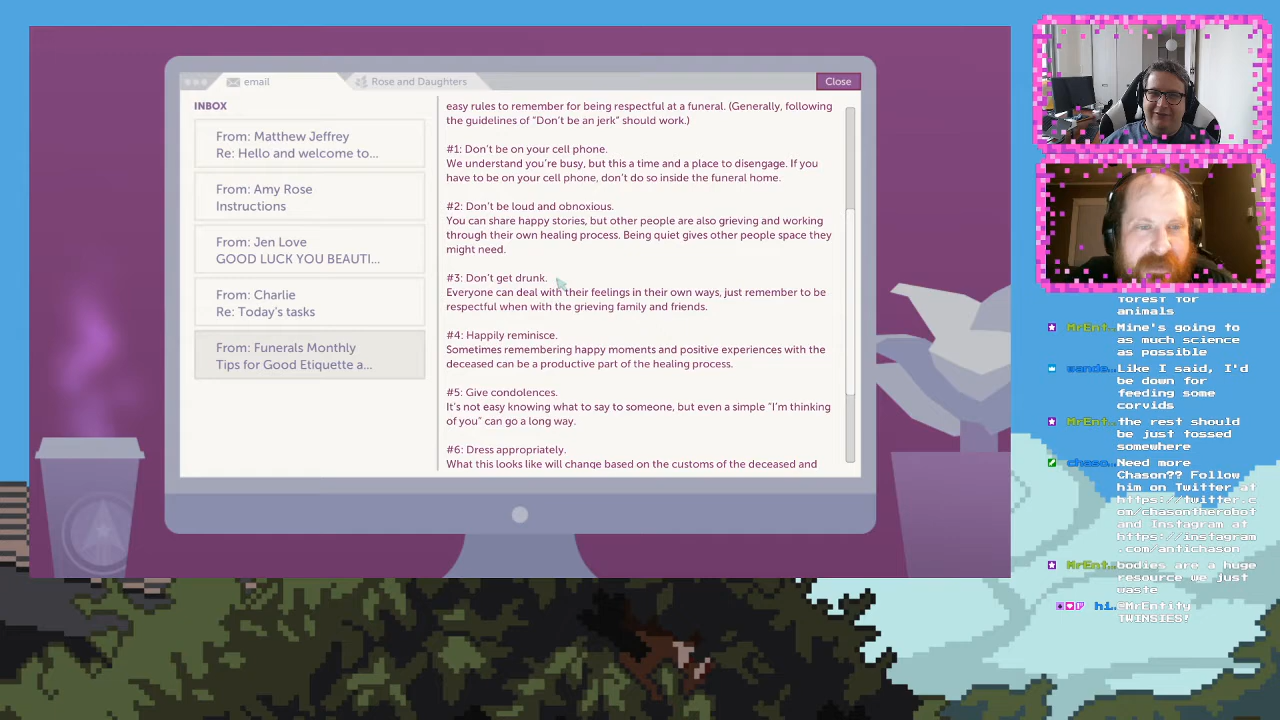 email
Rose and Daughters
Close
INBOX
From: Matthew Jeffrey
Re: Hello and welcome to...
From: Amy Rose
Instructions
From: Jen Love
GOOD LUCK YOU BEAUTI...
From: Charlie
Re: Today's tasks
From: Funerals Monthly
Tips for Good Etiquette a...
easy rules to remember for being respectful at a funeral. (Generally, following
the guidelines of "Don't be an jerk" should work.)
#1: Don't be on your cell phone.
We understand you're busy, but this a time and a place to disengage. If you
have to be on your cell phone, don't do so inside the funeral home.
#2: Don't be loud and obnoxious.
You can share happy stories, but other people are also grieving and working
through their own healing process. Being quiet gives other people space they
might need.
#3: Don't get drunk.
Everyone can deal with their feelings in their own ways, just remember to be
respectful when with the grieving family and friends.
#4: Happily reminisce.
Sometimes remembering happy moments and positive experiences with the
deceased can be a productive part of the healing process.
#5: Give condolences.
It's not easy knowing what to say to someone, but even a simple "I'm thinking
of you" can go a long way.
#6: Dress appropriately.
What this looks like will change based on the customs of the deceased and
forest for
animals
MrEnt.. Mine's going to
as much science
as possible
wande.. Like I said, I'd
be down for
feeding some
corvids
MrEnt.. the rest should
be just tossed
somewhere
chaso.. Need more
Chason?? Follow
him on Twitter at
https://twitter.c
om/chasontherobot
and Instagram at
https://instagram
.com/antichason
MrEnt.. bodies are a huge
resource we just
waste
hi.. @MrEntity
TWINSIES!